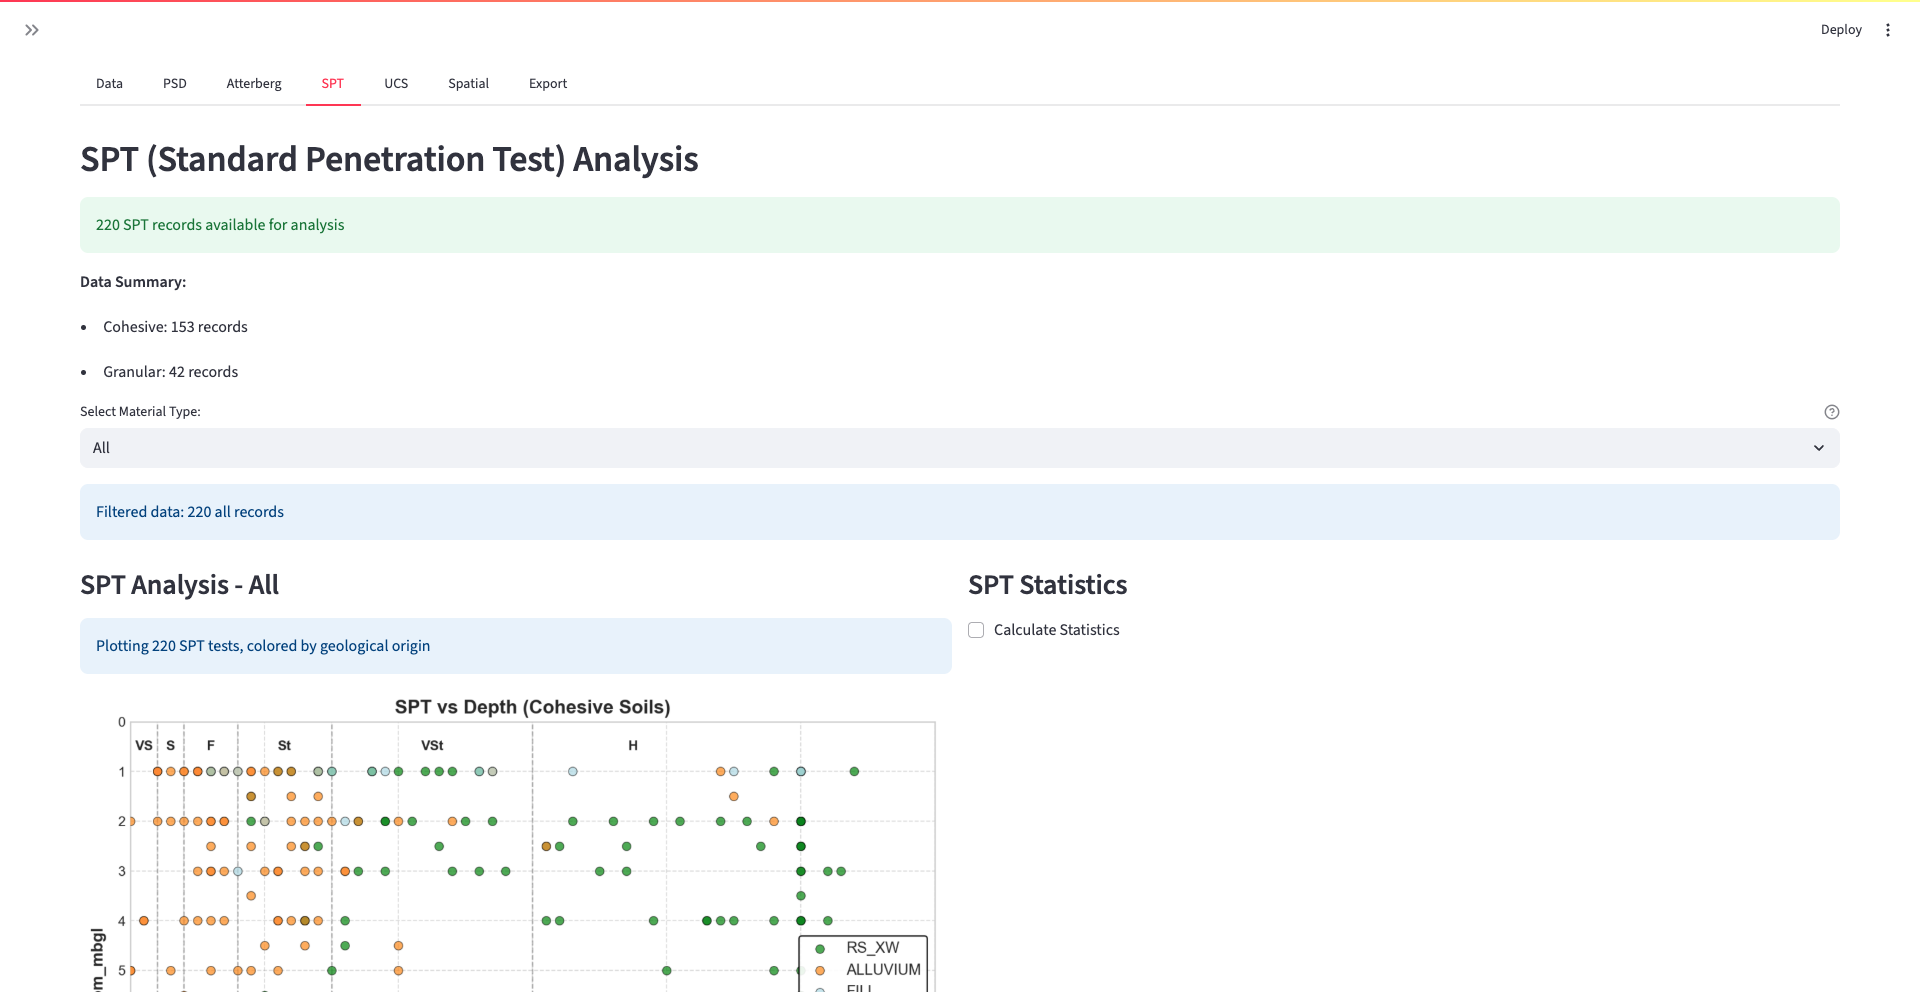 Deploy
Data PSD Atterberg SPT UCS Spatial Export
SPT (Standard Penetration Test) Analysis
220 SPT records available for analysis
Data Summary:
Cohesive: 153 records
Granular: 42 records
Select Material Type:
All
Filtered data: 220 all records
SPT Analysis - All
Plotting 220 SPT tests, colored by geological origin
SPT Statistics
Calculate Statistics
SPT vs Depth (Cohesive Soils)
VS S F St VSt H
0
1
2
3
4
5
RS_XW
ALLUVIUM